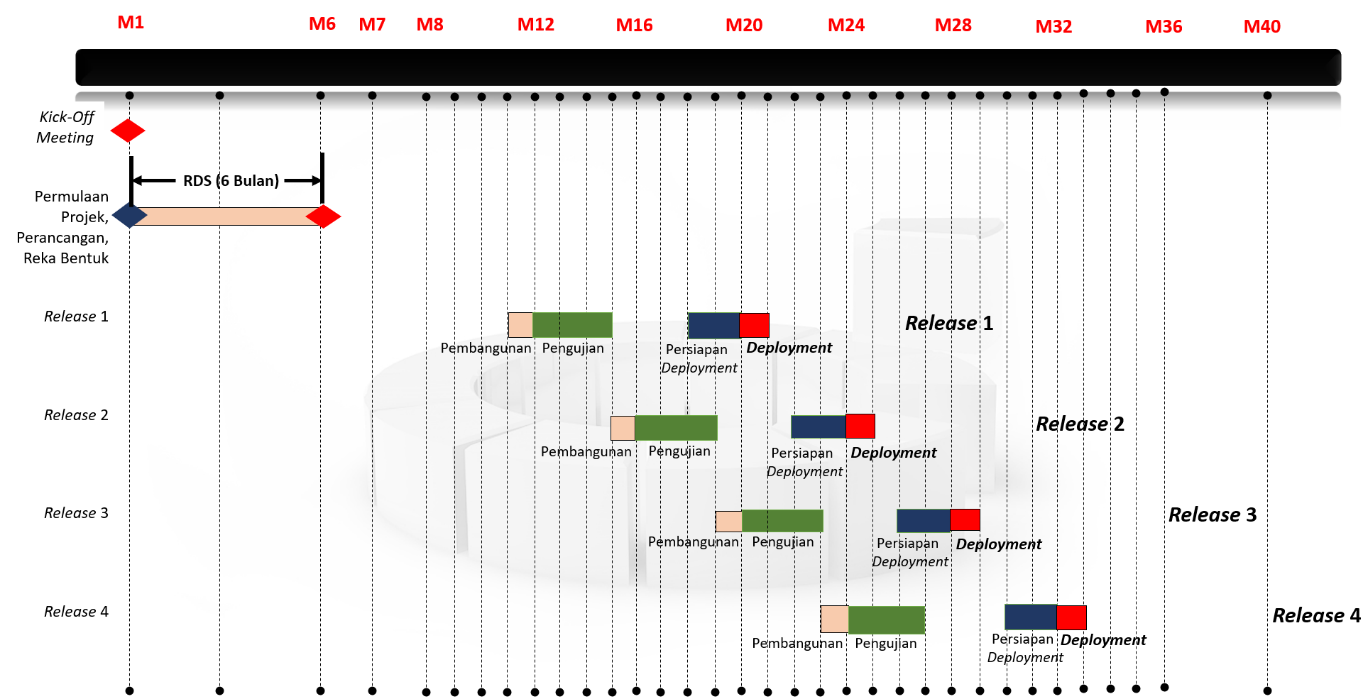 M1 M6 M7 M8 M12 M16 M20 M24 M28 M32 M36 M40
Kick-Off
Meeting
RDS (6 Bulan)
Permulaan
Projek,
Perancangan,
Reka Bentuk
Release 1
Pembangunan Pengujian
Persiapan
Deployment
Deployment
Release 1
Release 2
Pembangunan Pengujian
Persiapan
Deployment
Deployment
Release 2
Release 3
Pembangunan Pengujian
Persiapan
Deployment
Deployment
Release 3
Release 4
Pembangunan Pengujian
Persiapan
Deployment
Deployment
Release 4